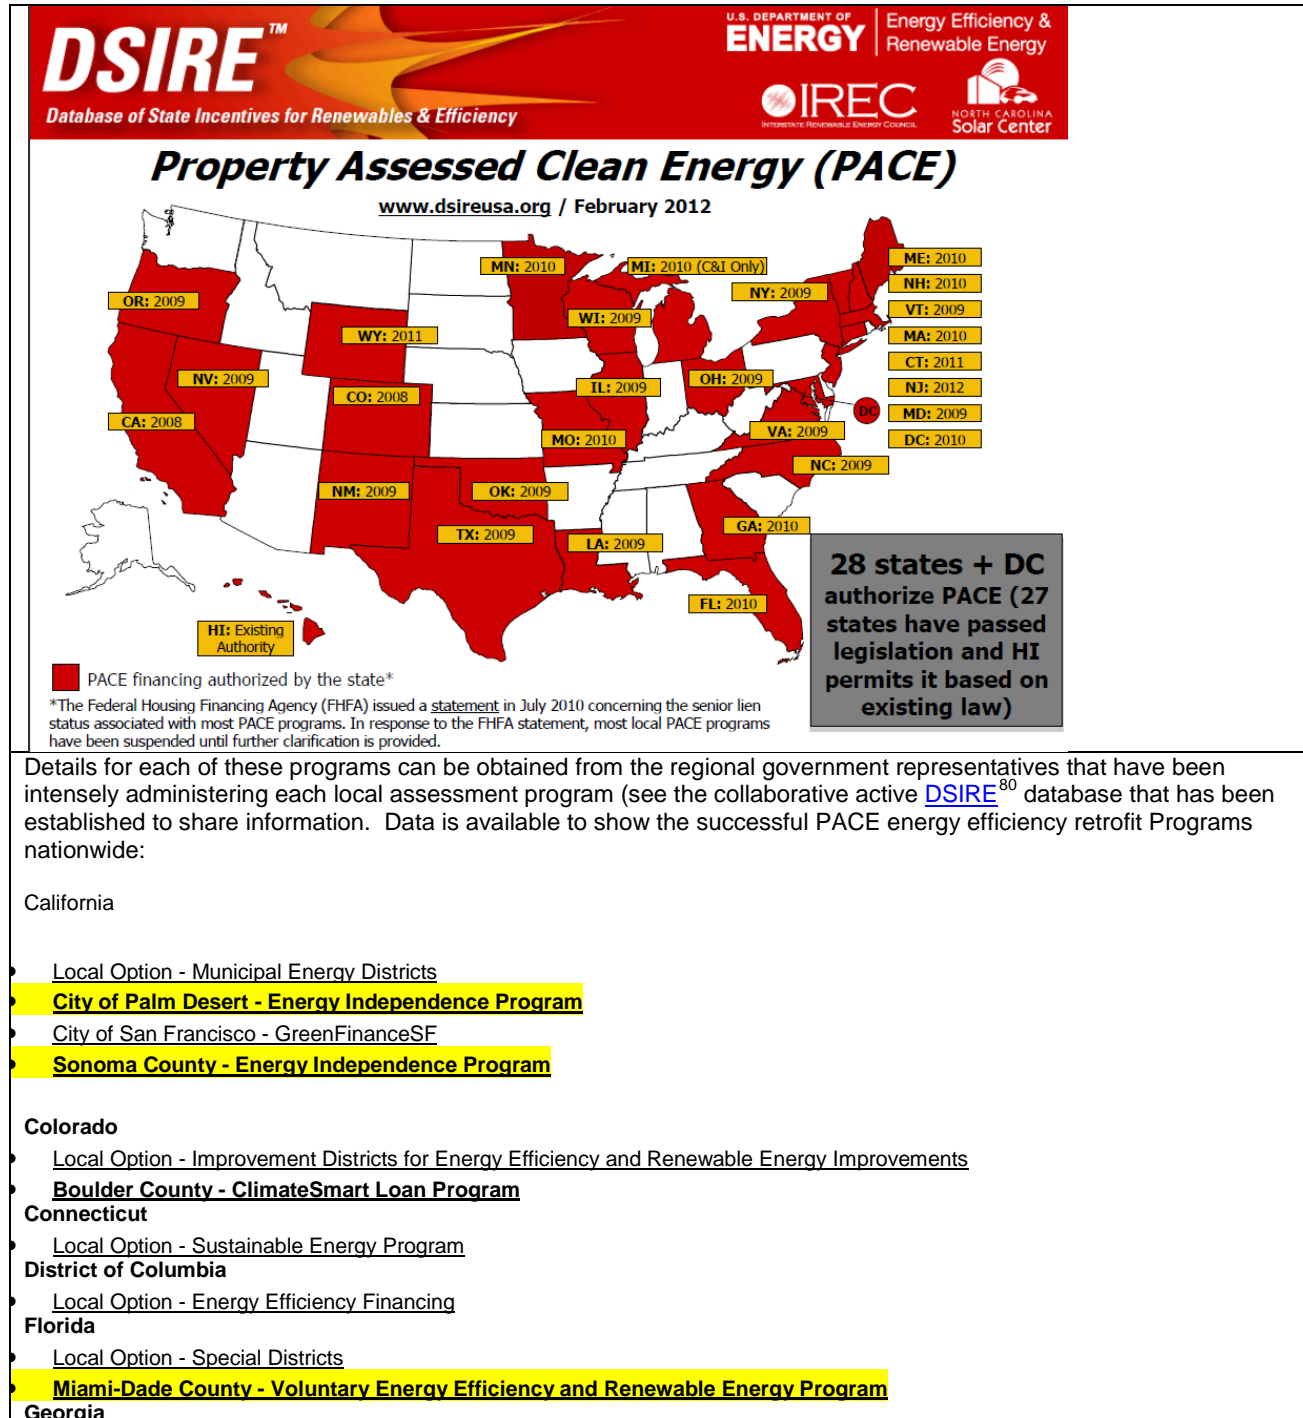 DSIRE™
Database of State Incentives for Renewables & Efficiency
U.S. DEPARTMENT OF
ENERGY
Energy Efficiency &
Renewable Energy
IREC
INTERSTATE RENEWABLE ENERGY COUNCIL
NORTH CAROLINA
Solar Center
Property Assessed Clean Energy (PACE)
www.dsireusa.org / February 2012
MN: 2010
MI: 2010 (C&I Only)
ME: 2010
NH: 2010
OR: 2009
NY: 2009
VT: 2009
WI: 2009
WY: 2011
MA: 2010
CT: 2011
NV: 2009
IL: 2009
OH: 2009
NJ: 2012
CO: 2008
DC
MD: 2009
CA: 2008
VA: 2009
MO: 2010
DC: 2010
NC: 2009
NM: 2009
OK: 2009
TX: 2009
GA: 2010
LA: 2009
FL: 2010
HI: Existing
Authority
28 states + DC
authorize PACE (27
states have passed
legislation and HI
permits it based on
existing law)
PACE financing authorized by the state*
*The Federal Housing Financing Agency (FHFA) issued a statement in July 2010 concerning the senior lien
status associated with most PACE programs. In response to the FHFA statement, most local PACE programs
have been suspended until further clarification is provided.
Details for each of these programs can be obtained from the regional government representatives that have been
intensely administering each local assessment program (see the collaborative active DSIRE80 database that has been
established to share information. Data is available to show the successful PACE energy efficiency retrofit Programs
nationwide:
California
• Local Option - Municipal Energy Districts
• City of Palm Desert - Energy Independence Program
• City of San Francisco - GreenFinanceSF
• Sonoma County - Energy Independence Program
Colorado
• Local Option - Improvement Districts for Energy Efficiency and Renewable Energy Improvements
• Boulder County - ClimateSmart Loan Program
Connecticut
• Local Option - Sustainable Energy Program
District of Columbia
• Local Option - Energy Efficiency Financing
Florida
• Local Option - Special Districts
• Miami-Dade County - Voluntary Energy Efficiency and Renewable Energy Program
Georgia